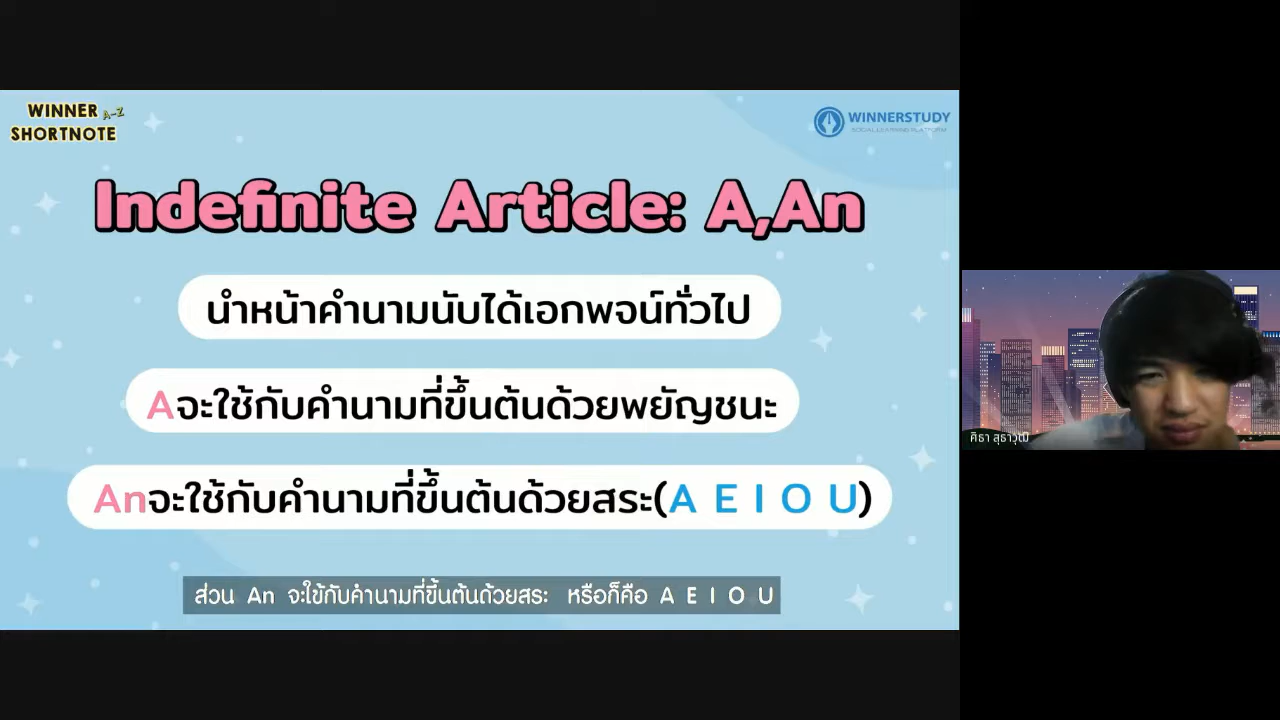 WINNER A-Z
SHORTNOTE
WINNERSTUDY
SOCIAL LEARNING PLATFORM
Indefinite Article: A,An
นำหน้าคำนามนับได้เอกพจน์ทั่วไป
Aจะใช้กับคำนามที่ขึ้นต้นด้วยพยัญชนะ
Anจะใช้กับคำนามที่ขึ้นต้นด้วยสระ(A E I O U)
ส่วน An จะใช้กับคำนามที่ขึ้นต้นด้วยสระ หรือก็คือ A E I O U
ศิธา สุธาวุฒิ